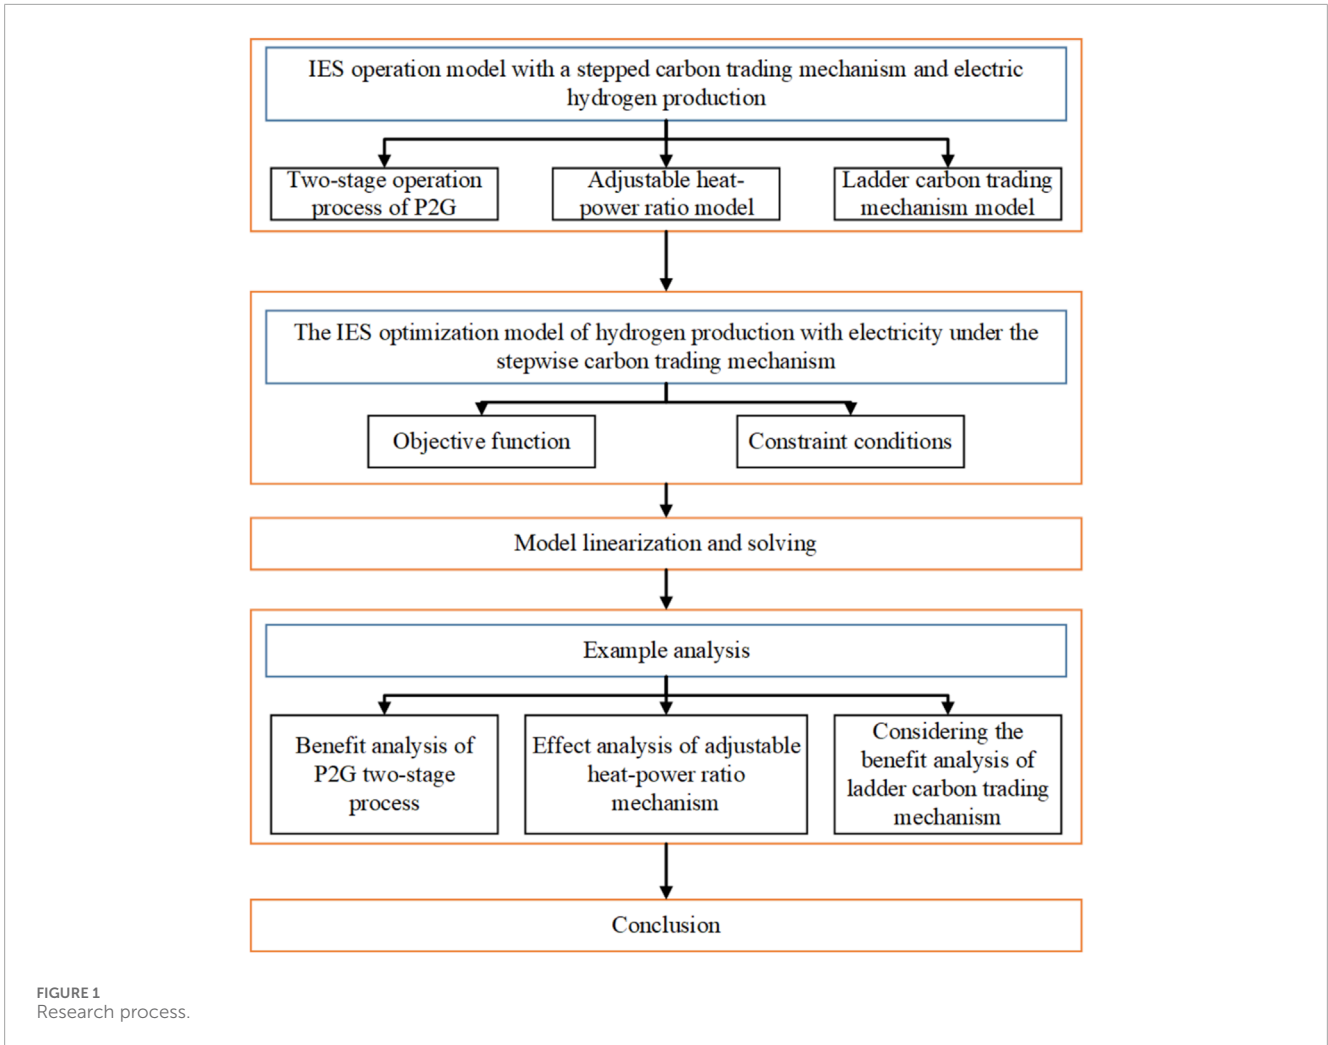 IES operation model with a stepped carbon trading mechanism and electric
hydrogen production
Two-stage operation
process of P2G
Adjustable heat-
power ratio model
Ladder carbon trading
mechanism model
The IES optimization model of hydrogen production with electricity under the
stepwise carbon trading mechanism
Objective function
Constraint conditions
Model linearization and solving
Example analysis
Benefit analysis of
P2G two-stage
process
Effect analysis of adjustable
heat-power ratio
mechanism
Considering the
benefit analysis of
ladder carbon trading
mechanism
Conclusion
FIGURE 1
Research process.